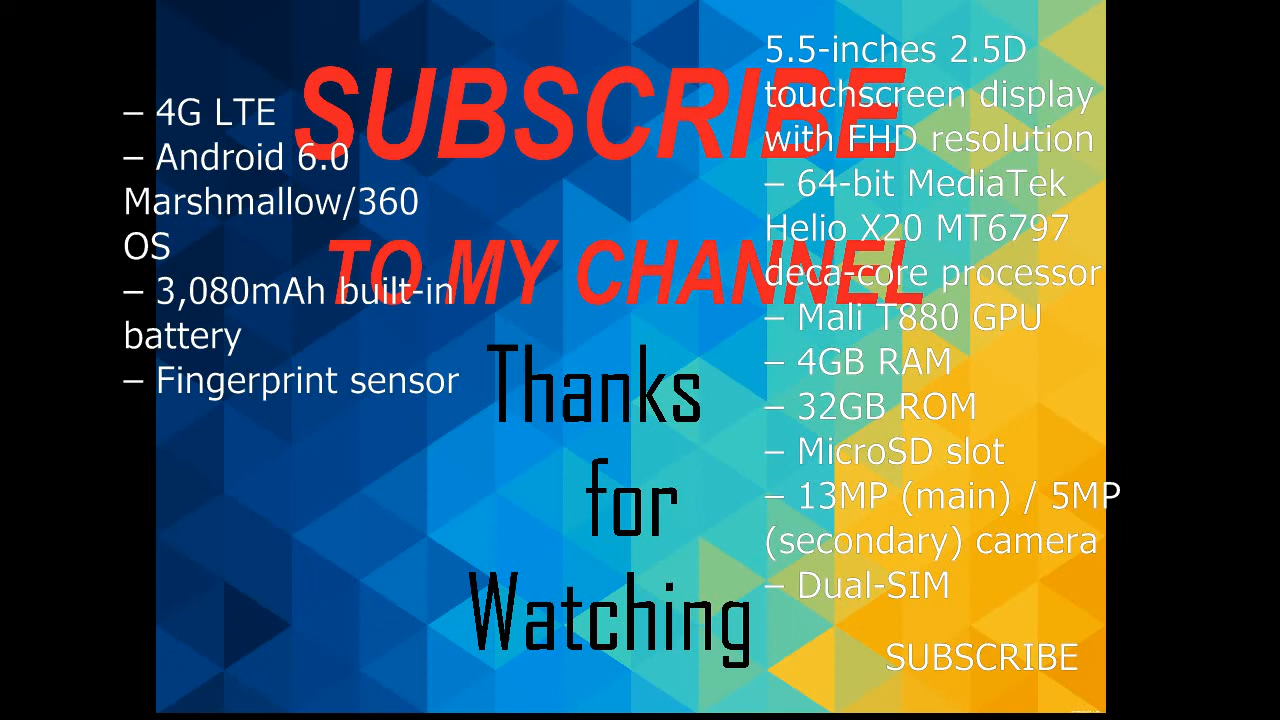 SUBSCRIBE
TO MY CHANNEL
– 4G LTE
– Android 6.0
Marshmallow/360
OS
– 3,080mAh built-in
battery
– Fingerprint sensor
Thanks
for
Watching
5.5-inches 2.5D
touchscreen display
with FHD resolution
– 64-bit MediaTek
Helio X20 MT6797
deca-core processor
– Mali T880 GPU
– 4GB RAM
– 32GB ROM
– MicroSD slot
– 13MP (main) / 5MP
(secondary) camera
– Dual-SIM
SUBSCRIBE